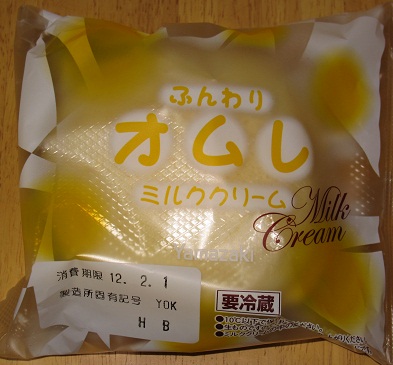 ふんわり
オムレ
ミルククリーム
Milk
Cream
Yamazaki
消費期限 12. 2. 1
製造所固有記号 YOK
H B
要冷蔵